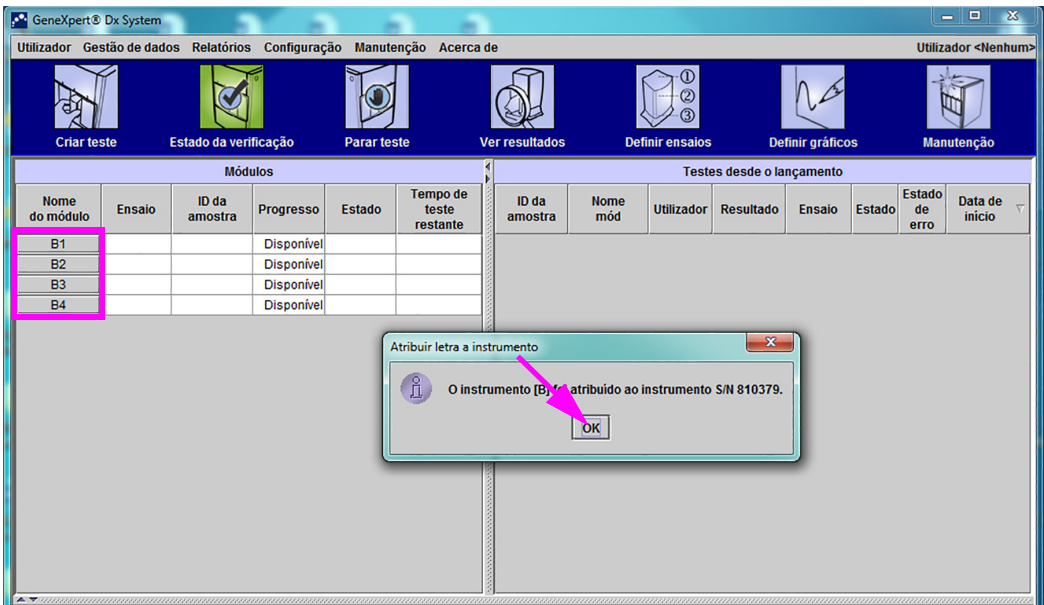 GeneXpert® Dx System
Utilizador Gestão de dados Relatórios Configuração Manutenção Acerca de Utilizador <Nenhum>
Criar teste Estado da verificação Parar teste Ver resultados Definir ensaios Definir gráficos Manutenção
Módulos
Nome do módulo Ensaio ID da amostra Progresso Estado Tempo de teste restante
B1 Disponível
B2 Disponível
B3 Disponível
B4 Disponível
Testes desde o lançamento
ID da amostra Nome mód Utilizador Resultado Ensaio Estado Estado de erro Data de início
Atribuir letra a instrumento
O instrumento [B] atribuído ao instrumento S/N 810379.
OK